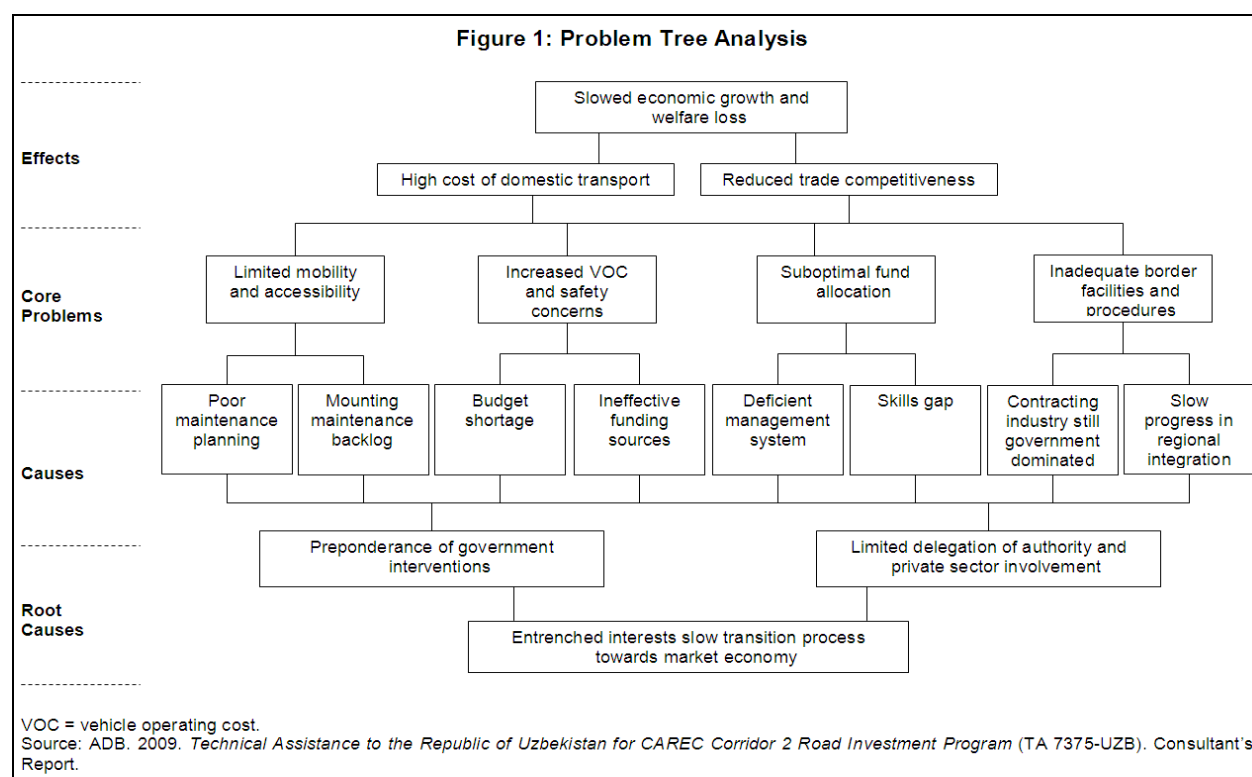 Figure 1: Problem Tree Analysis
Slowed economic growth and
welfare loss
Effects
High cost of domestic transport
Reduced trade competitiveness
Core
Problems
Limited mobility
and accessibility
Increased VOC
and safety
concerns
Suboptimal fund
allocation
Inadequate border
facilities and
procedures
Causes
Poor
maintenance
planning
Mounting
maintenance
backlog
Budget
shortage
Ineffective
funding
sources
Deficient
management
system
Skills gap
Contracting
industry still
government
dominated
Slow
progress in
regional
integration
Root
Causes
Preponderance of government
interventions
Limited delegation of authority and
private sector involvement
Entrenched interests slow transition process
towards market economy
VOC = vehicle operating cost.
Source: ADB. 2009. Technical Assistance to the Republic of Uzbekistan for CAREC Corridor 2 Road Investment Program (TA 7375-UZB). Consultant's
Report.